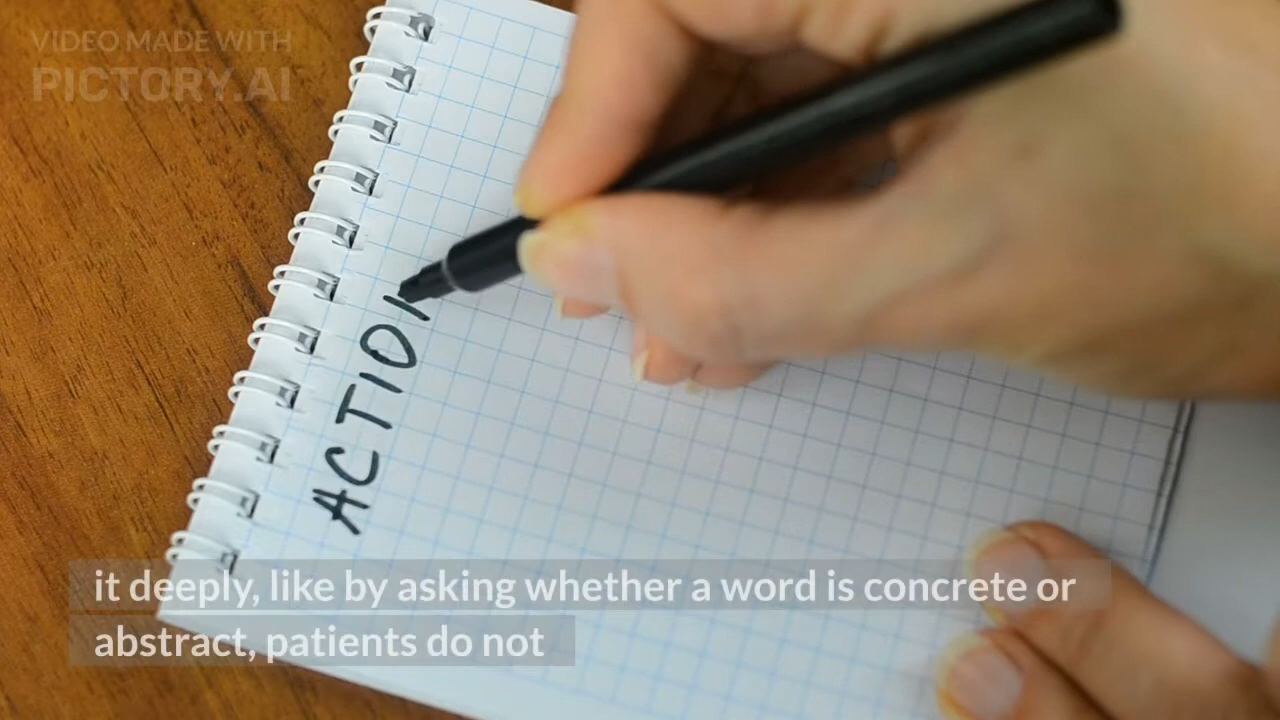 VIDEO MADE WITH
PICTORY.AI
ACTION
it deeply, like by asking whether a word is concrete or
abstract, patients do not